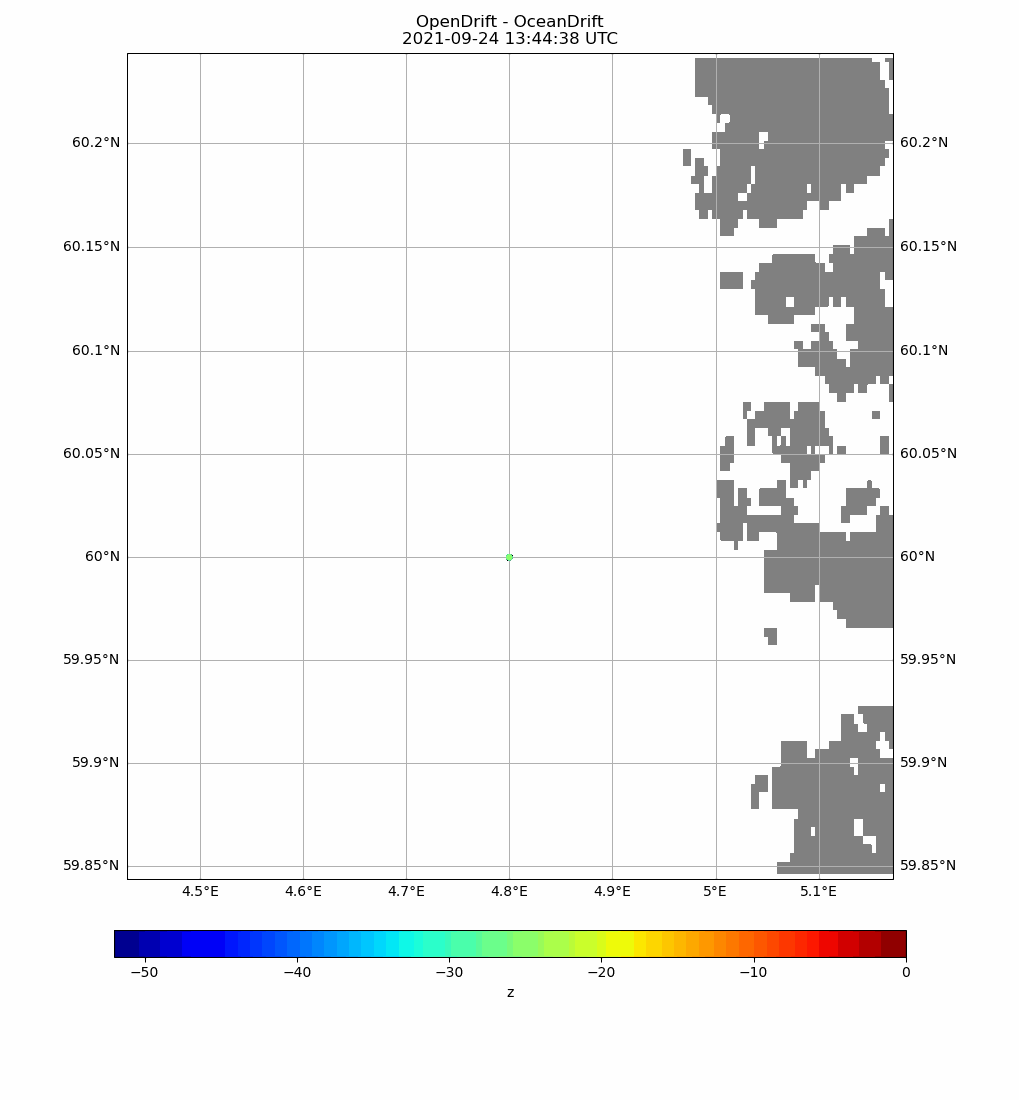 OpenDrift - OceanDrift
2021-09-24 13:44:38 UTC
60.2°N 60.2°N
60.15°N 60.15°N
60.1°N 60.1°N
60.05°N 60.05°N
60°N 60°N
59.95°N 59.95°N
59.9°N 59.9°N
59.85°N 59.85°N
4.5°E 4.6°E 4.7°E 4.8°E 4.9°E 5°E 5.1°E
−50 −40 −30 −20 −10 0
z